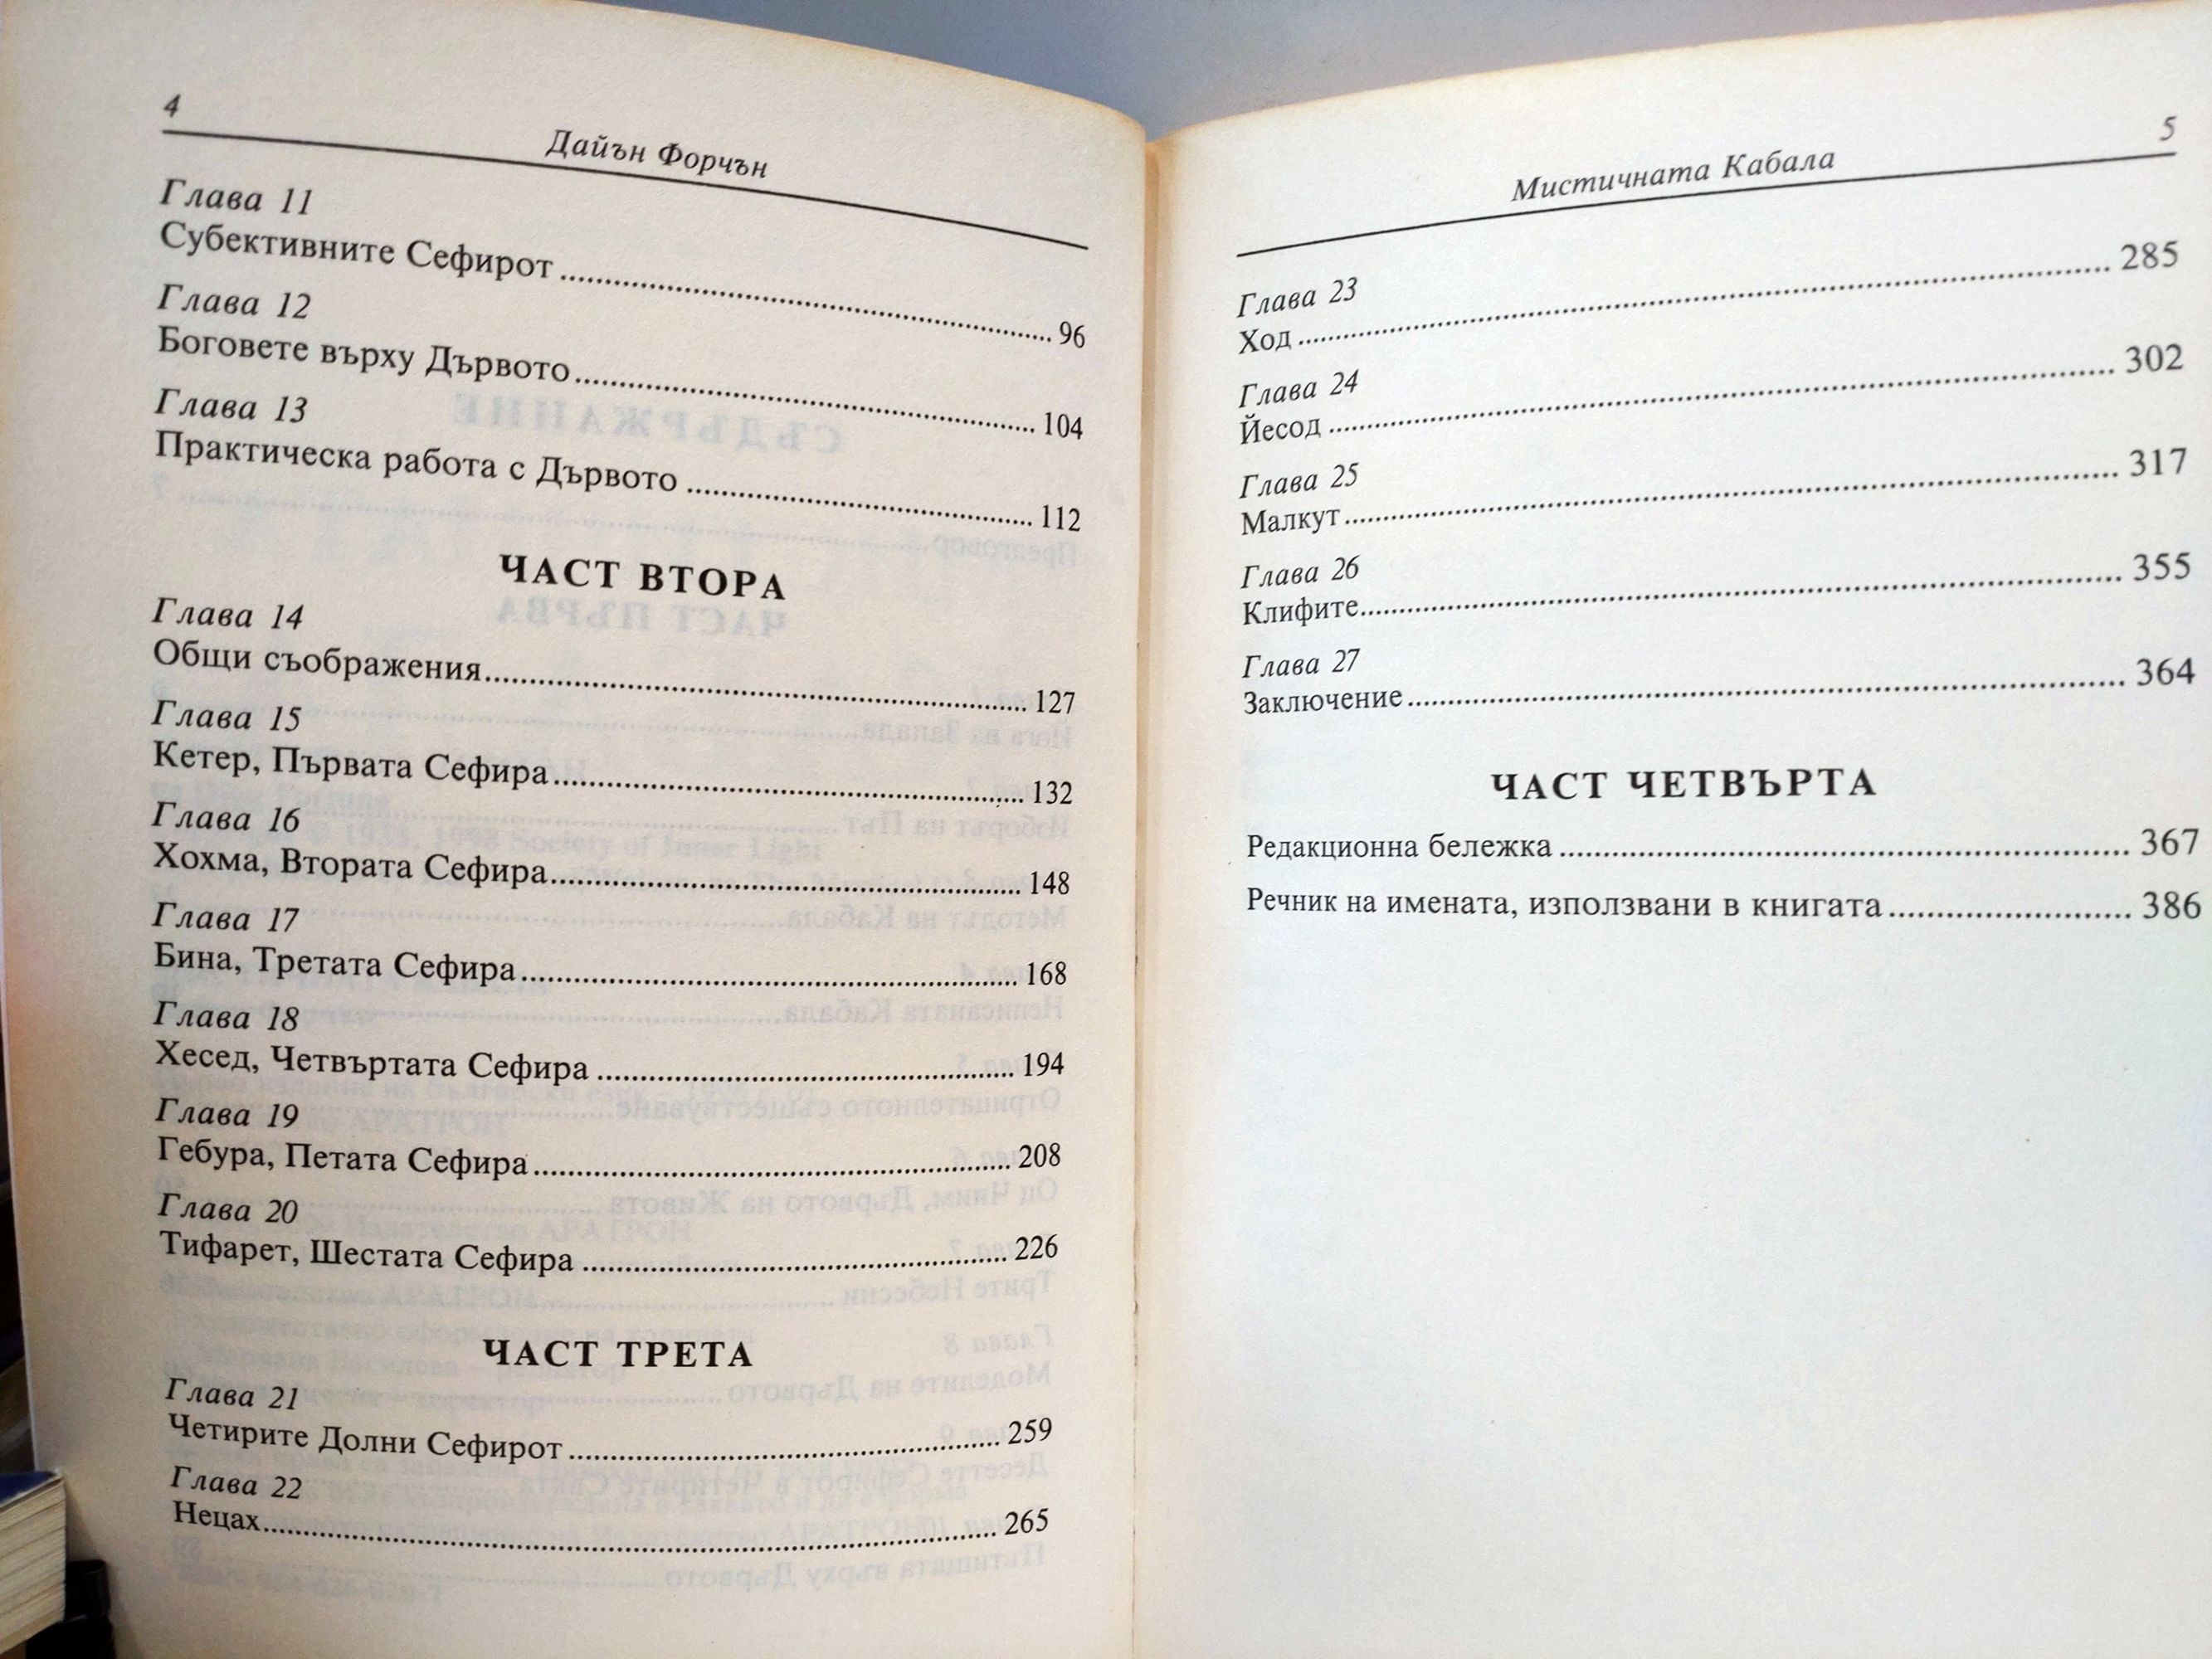 4
Дайън Форчън
Глава 11
Субективните Сефирот ........ 96
Глава 12
Боговете върху Дървото ........ 104
Глава 13
Практическа работа с Дървото ........ 112
ЧАСТ ВТОРА
Глава 14
Общи съображения ........ 127
Глава 15
Кетер, Първата Сефира ........ 132
Глава 16
Хохма, Втората Сефира ........ 148
Глава 17
Бина, Третата Сефира ........ 168
Глава 18
Хесед, Четвъртата Сефира ........ 194
Глава 19
Гебура, Петата Сефира ........ 208
Глава 20
Тифарет, Шестата Сефира ........ 226
ЧАСТ ТРЕТА
Глава 21
Четирите Долни Сефирот ........ 259
Глава 22
Нецах ........ 265
5
Мистичната Кабала
Глава 23
Ход ........ 285
Глава 24
Йесод ........ 302
Глава 25
Малкут ........ 317
Глава 26
Клифите ........ 355
Глава 27
Заключение ........ 364
ЧАСТ ЧЕТВЪРТА
Редакционна бележка ........ 367
Речник на имената, използвани в книгата ........ 386